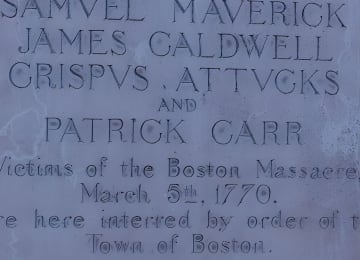 SAMVEL MAVERICK
JAMES CALDWELL
CRISPVS . ATTVCKS
AND
PATRICK CARR
Victims of the Boston Massacre,
March 5th, 1770.
re here interred by order of t
Town of Boston.